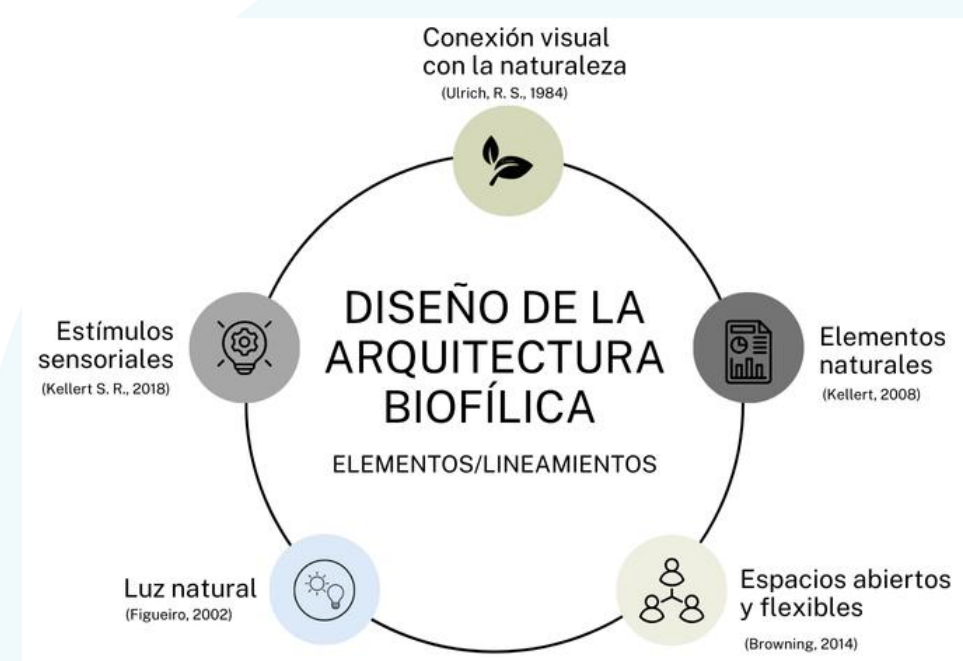 Conexión visual
con la naturaleza
(Ulrich, R. S., 1984)
Estímulos
sensoriales
(Kellert S. R., 2018)
DISEÑO DE LA
ARQUITECTURA
BIOFÍLICA
ELEMENTOS/LINEAMIENTOS
Elementos
naturales
(Kellert, 2008)
Luz natural
(Figueiro, 2002)
Espacios abiertos
y flexibles
(Browning, 2014)